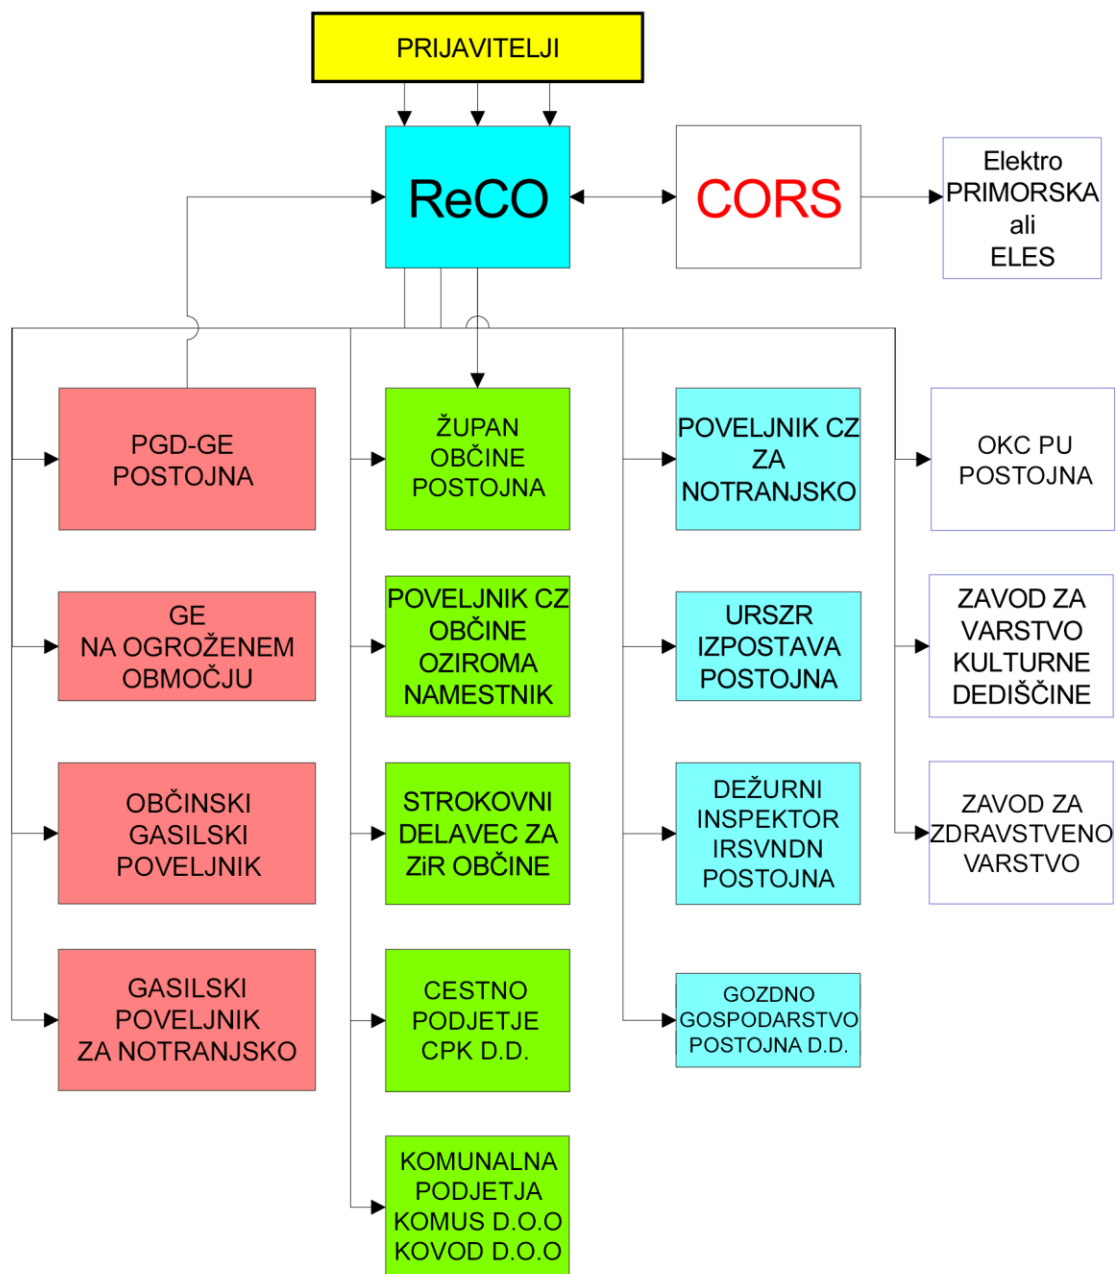 PRIJAVITELJI
ReCO
CORS
Elektro
PRIMORSKA
ali
ELES
PGD-GE
POSTOJNA
ŽUPAN
OBČINE
POSTOJNA
POVELJNIK CZ
ZA
NOTRANJSKO
OKC PU
POSTOJNA
GE
NA OGROŽENEM
OBMOČJU
POVELJNIK CZ
OBČINE
OZIROMA
NAMESTNIK
URSZR
IZPOSTAVA
POSTOJNA
ZAVOD ZA
VARSTVO
KULTURNE
DEDIŠČINE
OBČINSKI
GASILSKI
POVELJNIK
STROKOVNI
DELAVEC ZA
ZiR OBČINE
DEŽURNI
INSPEKTOR
IRSVNDN
POSTOJNA
ZAVOD ZA
ZDRAVSTVENO
VARSTVO
GASILSKI
POVELJNIK
ZA NOTRANJSKO
CESTNO
PODJETJE
CPK D.D.
GOZDNO
GOSPODARSTVO
POSTOJNA D.D.
KOMUNALNA
PODJETJA
KOMUS D.O.O
KOVOD D.O.O